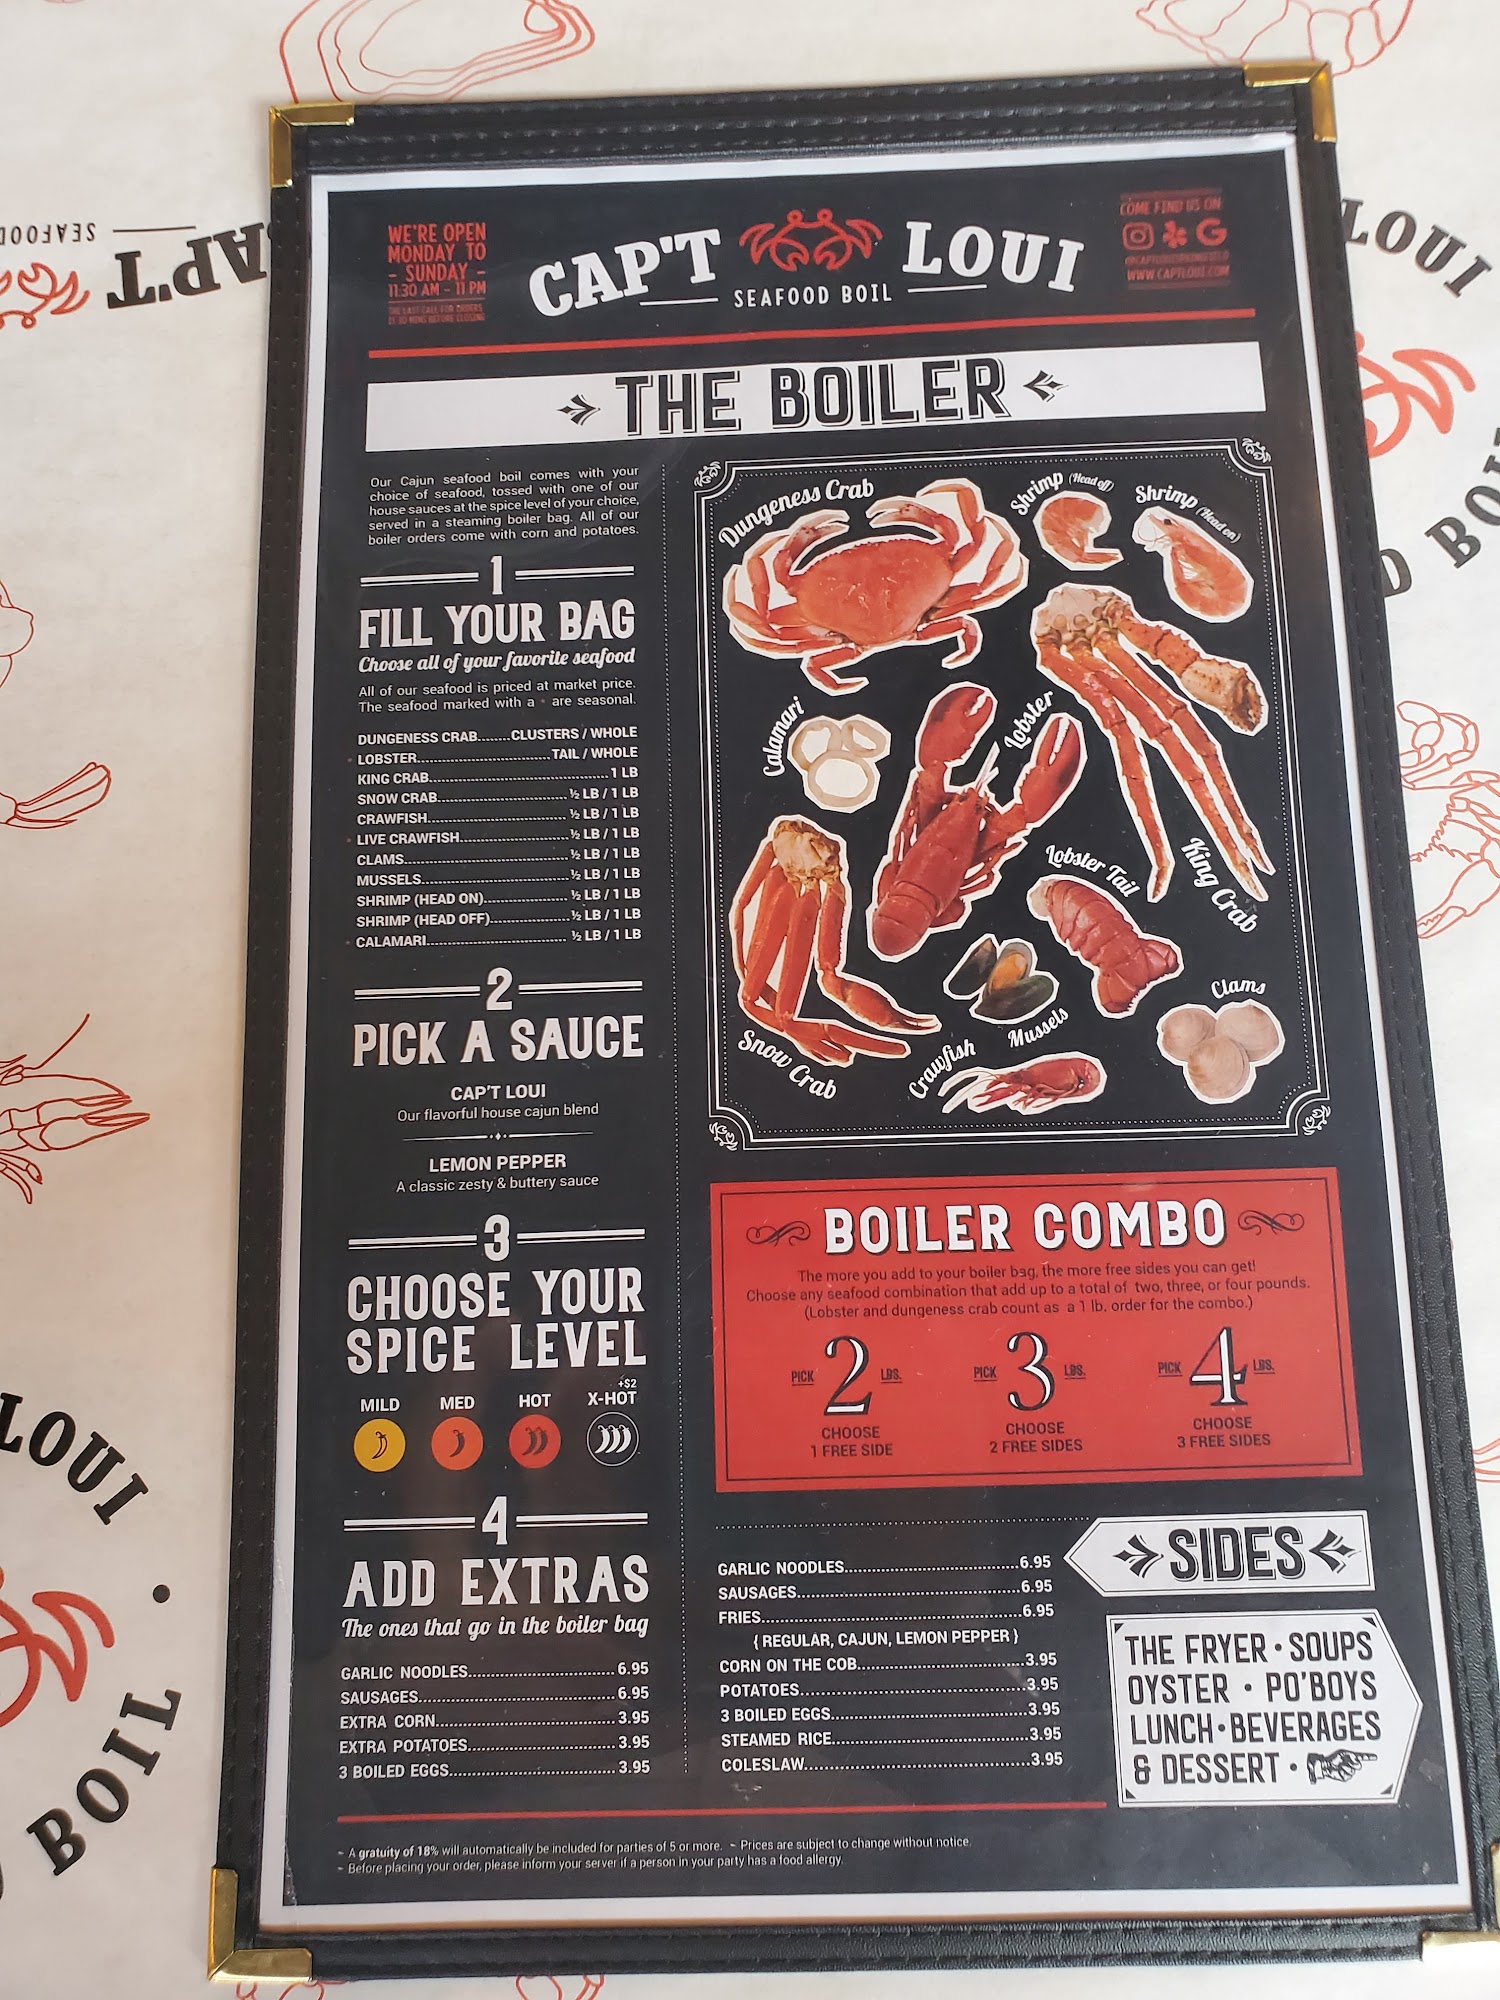 WE'RE OPEN
MONDAY TO
- SUNDAY -
11:30 AM - 11 PM
THE LAST CALL FOR ORDERS
IS 30 MINS BEFORE CLOSING
CAP'T LOUI
SEAFOOD BOIL
COME FIND US ON
@CAPTLOUISPRINGFIELD
WWW.CAPTLOUI.COM
THE BOILER
Our Cajun seafood boil comes with your
choice of seafood, tossed with one of our
house sauces at the spice level of your choice,
served in a steaming boiler bag. All of our
boiler orders come with corn and potatoes.
1
FILL YOUR BAG
Choose all of your favorite seafood
All of our seafood is priced at market price.
The seafood marked with a • are seasonal.
DUNGENESS CRAB........CLUSTERS / WHOLE
• LOBSTER................................TAIL / WHOLE
KING CRAB............................................1 LB
SNOW CRAB................................½ LB / 1 LB
CRAWFISH..................................½ LB / 1 LB
• LIVE CRAWFISH..........................½ LB / 1 LB
CLAMS........................................½ LB / 1 LB
MUSSELS....................................½ LB / 1 LB
SHRIMP (HEAD ON)....................½ LB / 1 LB
SHRIMP (HEAD OFF)...................½ LB / 1 LB
• CALAMARI..................................½ LB / 1 LB
2
PICK A SAUCE
CAP'T LOUI
Our flavorful house cajun blend
LEMON PEPPER
A classic zesty & buttery sauce
3
CHOOSE YOUR
SPICE LEVEL
MILD MED HOT +$2 X-HOT
4
ADD EXTRAS
The ones that go in the boiler bag
GARLIC NOODLES...................................6.95
SAUSAGES...............................................6.95
EXTRA CORN...........................................3.95
EXTRA POTATOES...................................3.95
3 BOILED EGGS........................................3.95
Dungeness Crab
Shrimp (Head off)
Shrimp (Head on)
Calamari
Lobster
King Crab
Lobster Tail
Clams
Mussels
Snow Crab
Crawfish
BOILER COMBO
The more you add to your boiler bag, the more free sides you can get!
Choose any seafood combination that add up to a total of two, three, or four pounds.
(Lobster and dungeness crab count as a 1 lb. order for the combo.)
PICK 2 LBS.
CHOOSE
1 FREE SIDE
PICK 3 LBS.
CHOOSE
2 FREE SIDES
PICK 4 LBS.
CHOOSE
3 FREE SIDES
SIDES
GARLIC NOODLES.........................................6.95
SAUSAGES.....................................................6.95
FRIES..............................................................6.95
{ REGULAR, CAJUN, LEMON PEPPER }
CORN ON THE COB.......................................3.95
POTATOES.....................................................3.95
3 BOILED EGGS..............................................3.95
STEAMED RICE..............................................3.95
COLESLAW.....................................................3.95
THE FRYER • SOUPS
OYSTER • PO'BOYS
LUNCH • BEVERAGES
& DESSERT •
~ A gratuity of 18% will automatically be included for parties of 5 or more. ~ Prices are subject to change without notice.
~ Before placing your order, please inform your server if a person in your party has a food allergy.
CAP'T
SEAFOOD
LOUI
D BOIL
LOUI
BOIL •